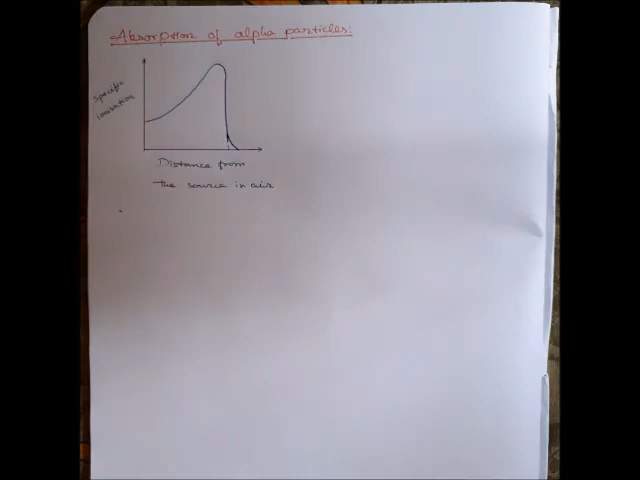 Absorption of alpha particles:
Specific
ionisation
Distance from
the source in air